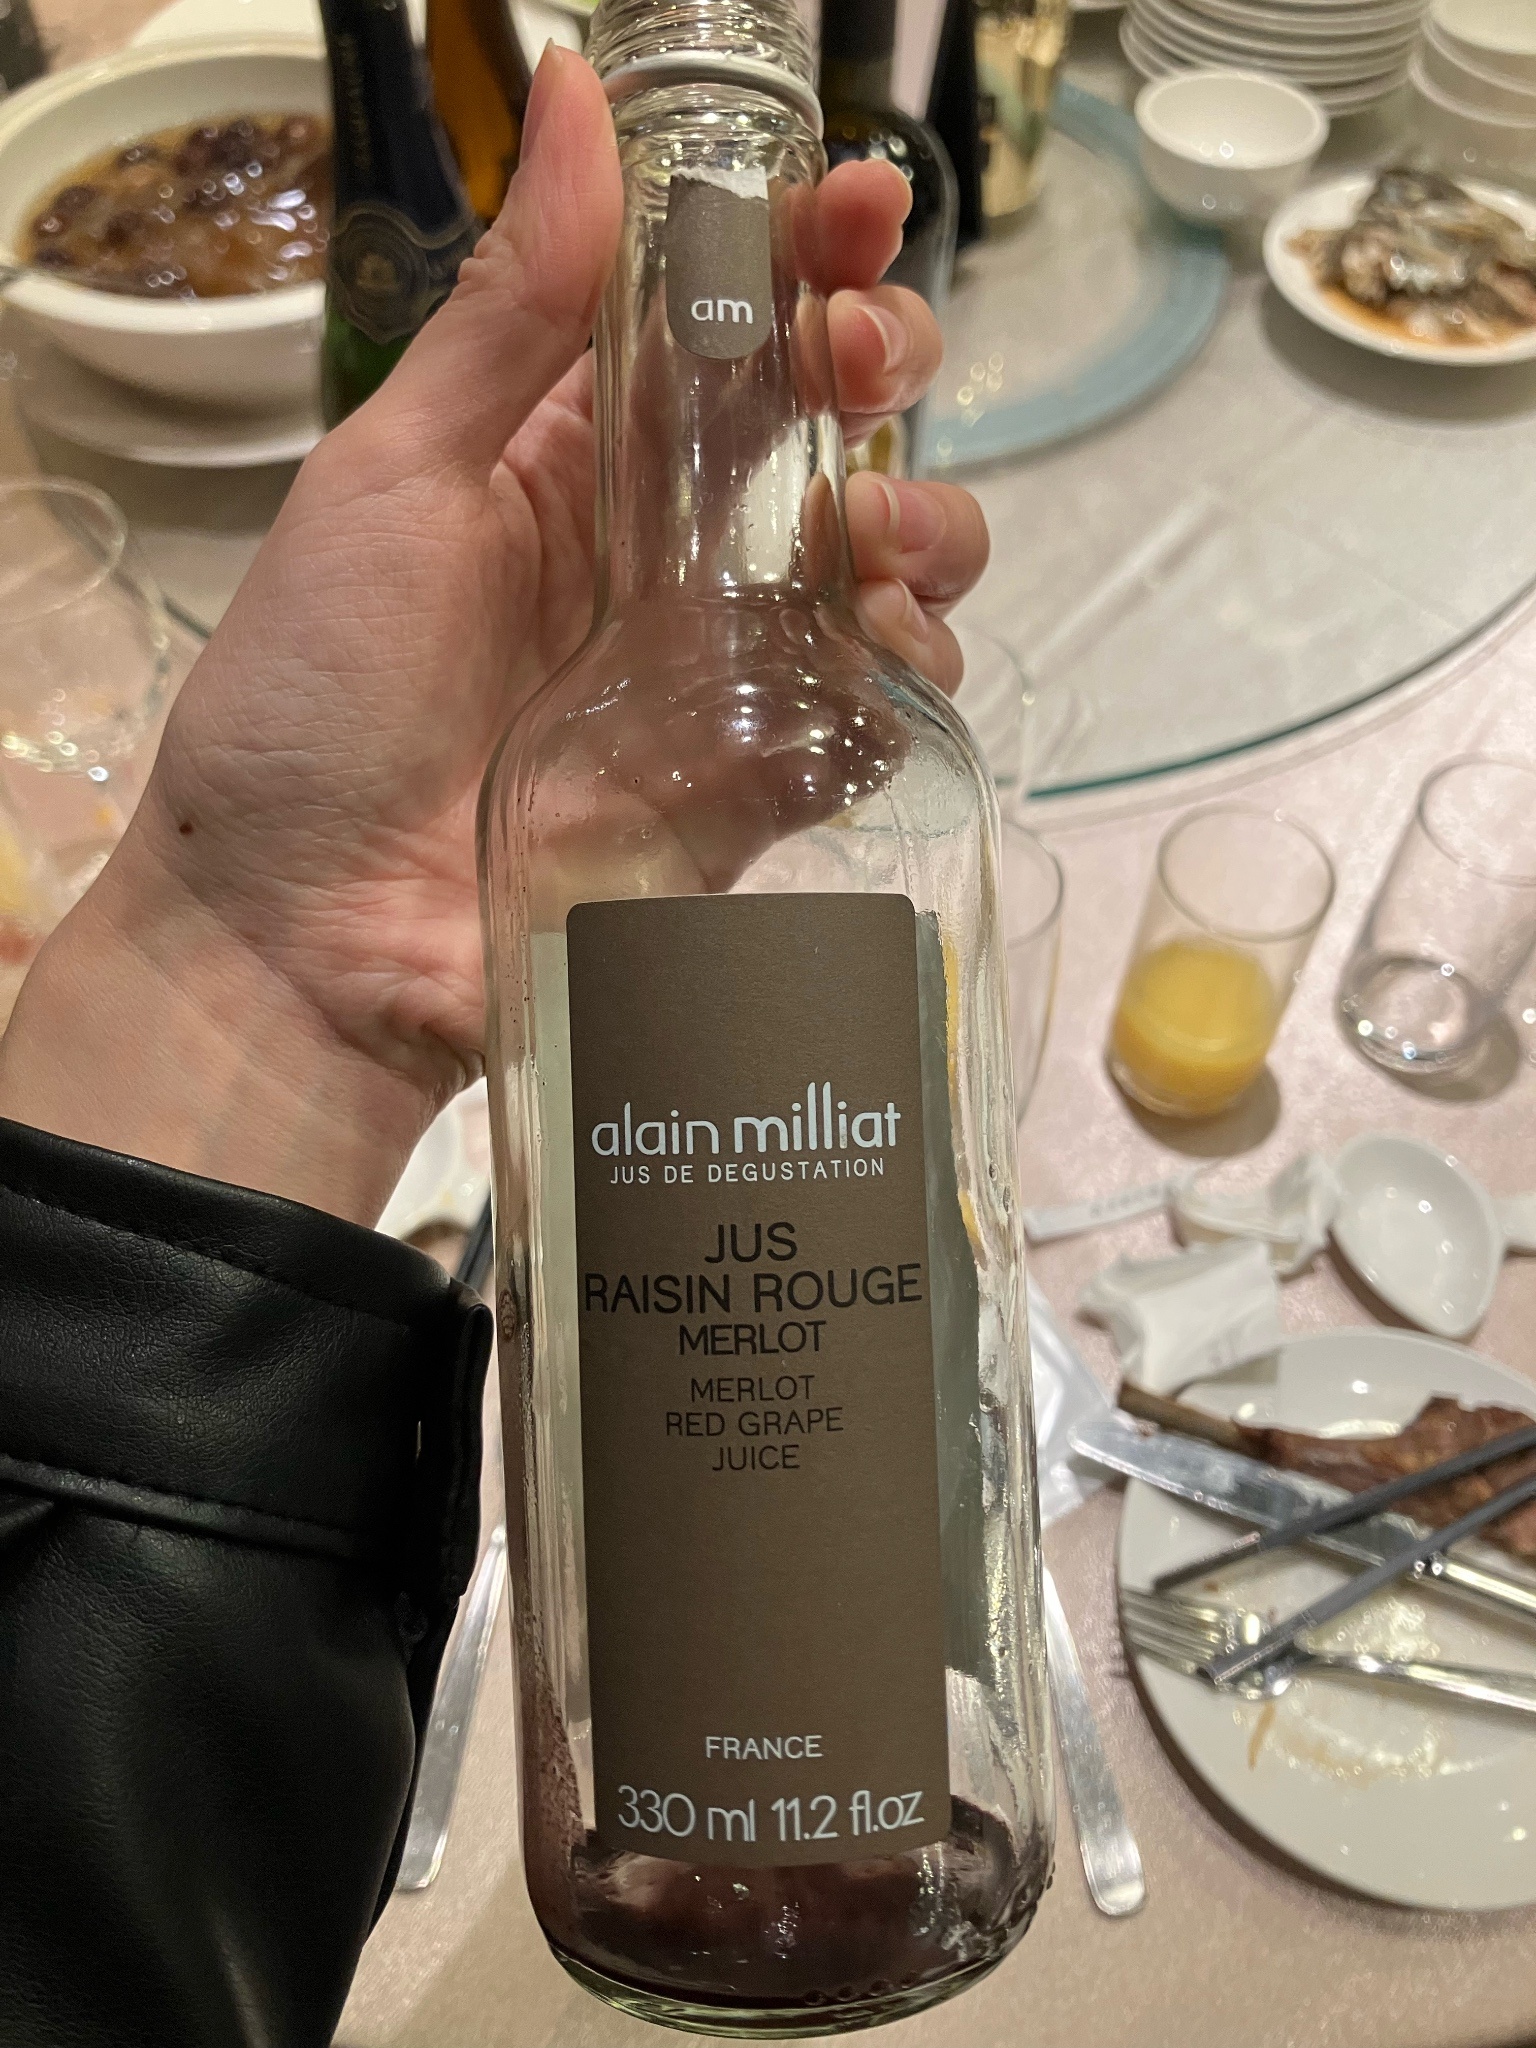 am
alain milliat
JUS DE DEGUSTATION
JUS
RAISIN ROUGE
MERLOT
MERLOT
RED GRAPE
JUICE
FRANCE
330 ml 11.2 fl.oz